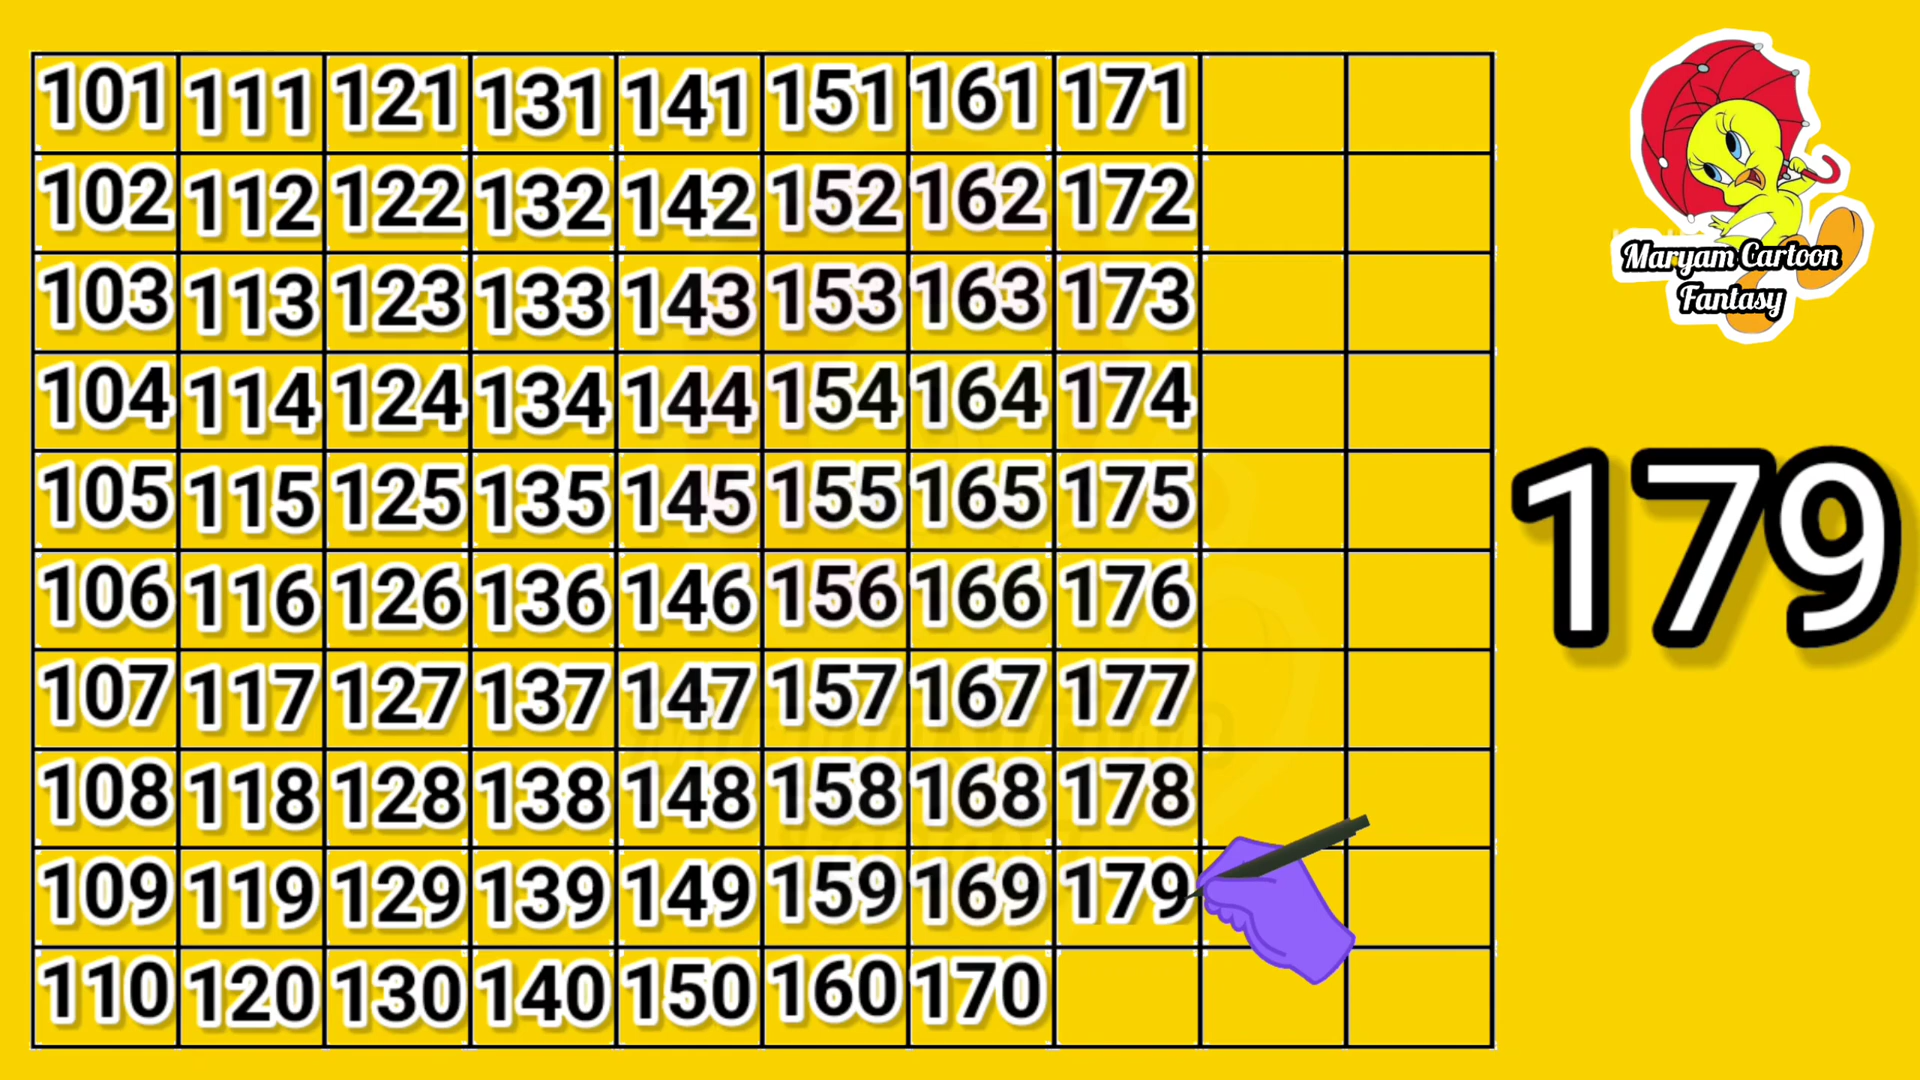 101 111 121 131 141 151 161 171
102 112 122 132 142 152 162 172
103 113 123 133 143 153 163 173
104 114 124 134 144 154 164 174
105 115 125 135 145 155 165 175
106 116 126 136 146 156 166 176
107 117 127 137 147 157 167 177
108 118 128 138 148 158 168 178
109 119 129 139 149 159 169 179
110 120 130 140 150 160 170
Maryam Cartoon
Fantasy
179